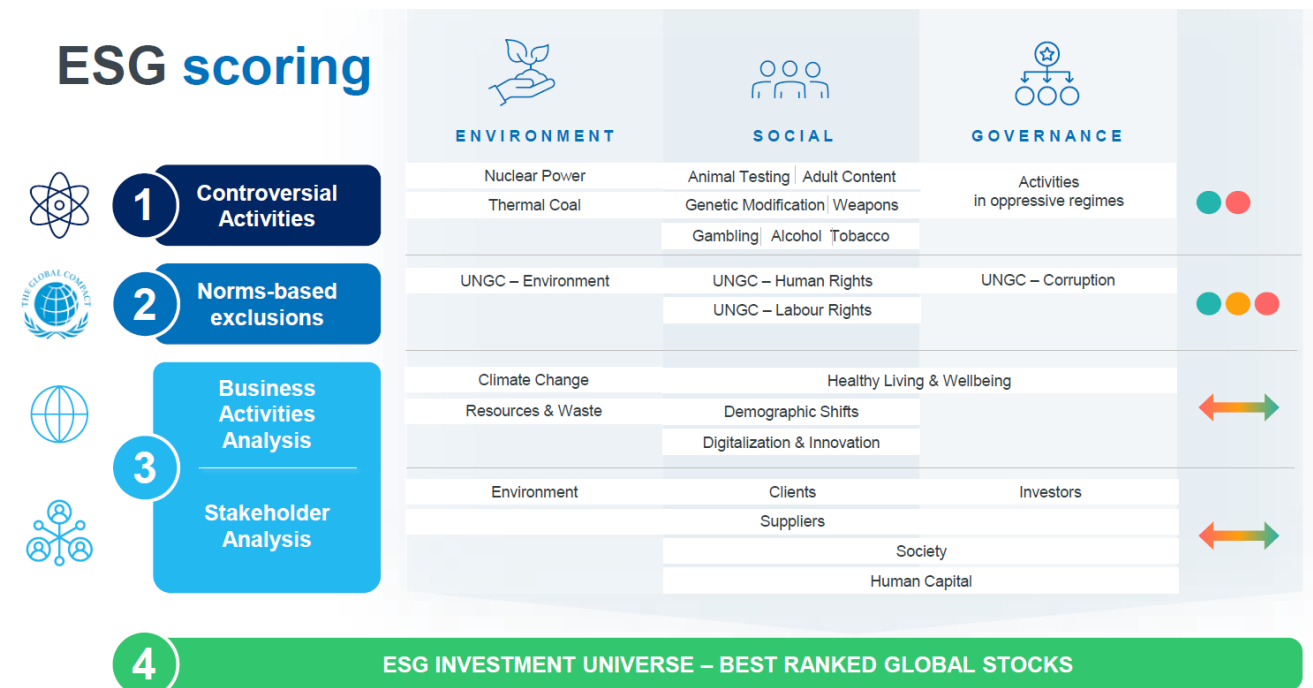 ESG scoring
ENVIRONMENT
SOCIAL
GOVERNANCE
1
Controversial
Activities
Nuclear Power
Thermal Coal
Animal Testing | Adult Content
Genetic Modification | Weapons
Gambling | Alcohol | Tobacco
Activities
in oppressive regimes
THE GLOBAL COMPACT
2
Norms-based
exclusions
UNGC – Environment
UNGC – Human Rights
UNGC – Labour Rights
UNGC – Corruption
3
Business
Activities
Analysis
Climate Change
Healthy Living & Wellbeing
Resources & Waste
Demographic Shifts
Digitalization & Innovation
Stakeholder
Analysis
Environment
Clients
Investors
Suppliers
Society
Human Capital
4
ESG INVESTMENT UNIVERSE – BEST RANKED GLOBAL STOCKS